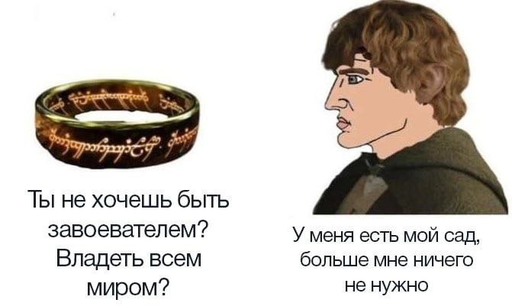 Ты не хочешь быть
завоевателем?
Владеть всем
миром?
У меня есть мой сад,
больше мне ничего
не нужно